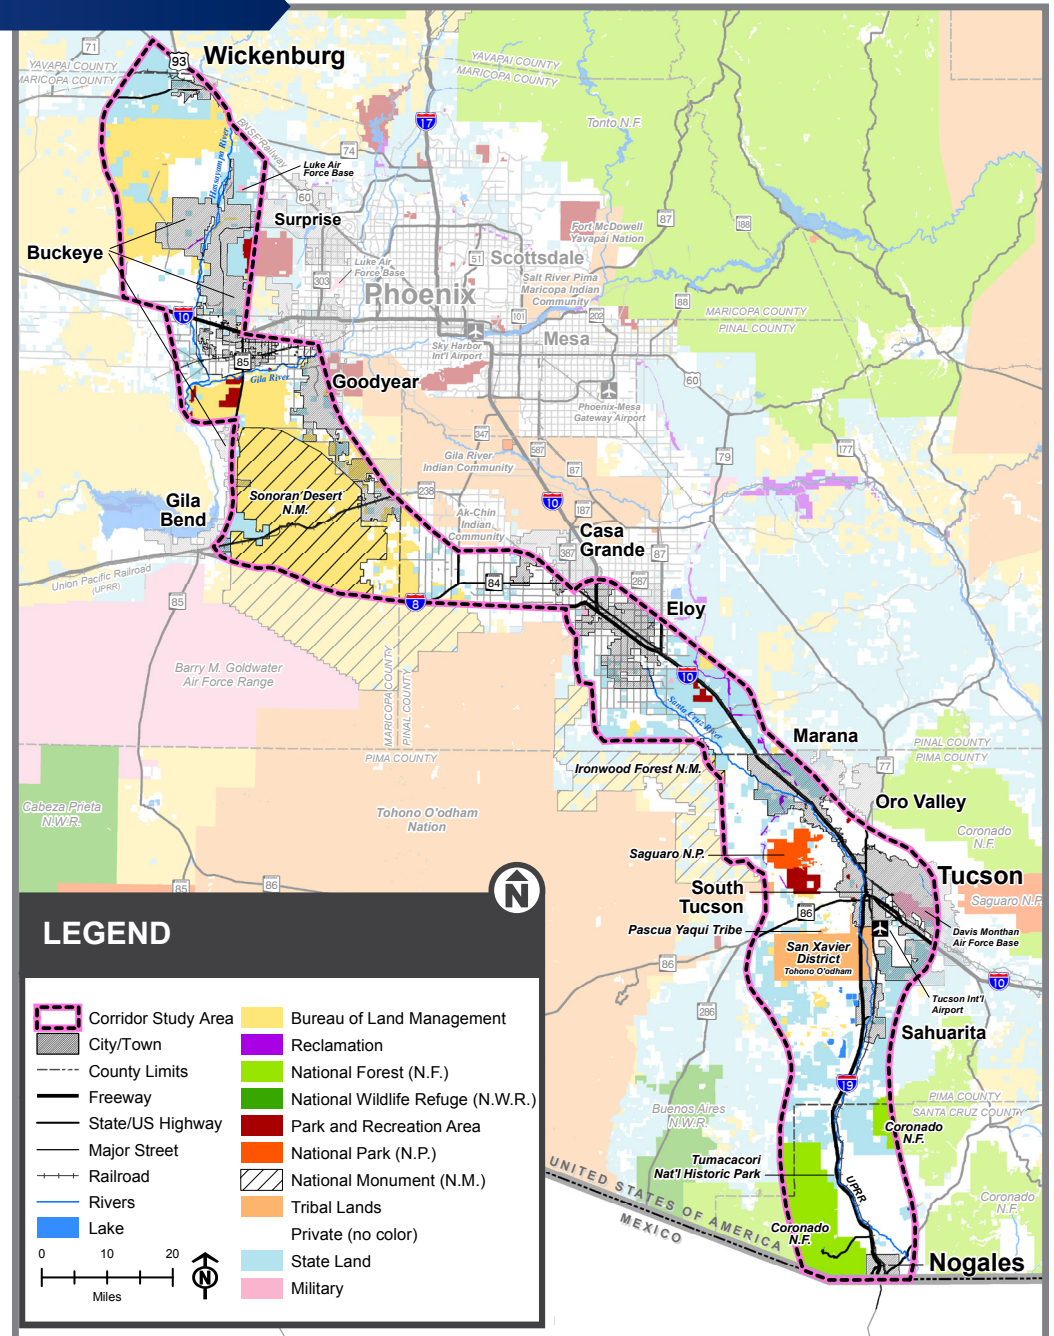 71
93
Wickenburg
YAVAPAI COUNTY
MARICOPA COUNTY
YAVAPAI COUNTY
MARICOPA COUNTY
17
Tonto N.F.
BNSF Railway
Hassayampa River
74
Luke Air
Force Base
60
Surprise
87
188
Fort McDowell
Yavapai Nation
Buckeye
51
Scottsdale
Luke Air
Force Base
303
Salt River Pima
Maricopa Indian
Community
Phoenix
88
10
101
202
MARICOPA COUNTY
PINAL COUNTY
Sky Harbor
Int'l Airport
Mesa
85
Gila River
Goodyear
60
Phoenix-Mesa
Gateway Airport
347
587
79
177
Gila River
Indian Community
87
238
Sonoran Desert
N.M.
Gila
Bend
10
187
Ak-Chin
Indian
Community
Casa
Grande
387
87
Union Pacific Railroad
(UPRR)
84
287
85
8
Eloy
Barry M. Goldwater
Air Force Range
MARICOPA COUNTY
PINAL COUNTY
10
Santa Cruz River
Marana
PINAL COUNTY
PIMA COUNTY
PIMA COUNTY
77
Ironwood Forest N.M.
Cabeza Prieta
N.W.R.
Tohono O'odham
Nation
Oro Valley
Coronado
N.F.
Saguaro N.P.
85
86
Tucson
South
Tucson
Saguaro N.P.
86
Pascua Yaqui Tribe
Davis Monthan
Air Force Base
San Xavier
District
Tohono O'odham
86
10
Tucson Int'l
Airport
286
Sahuarita
19
Buenos Aires
N.W.R.
PIMA COUNTY
SANTA CRUZ COUNTY
Coronado
N.F.
Tumacacori
Nat'l Historic Park
UPRR
Coronado
N.F.
UNITED STATES OF AMERICA
MEXICO
Coronado
N.F.
Nogales
N
LEGEND
Corridor Study Area
City/Town
County Limits
Freeway
State/US Highway
Major Street
Railroad
Rivers
Lake
0 10 20
Miles
N
Bureau of Land Management
Reclamation
National Forest (N.F.)
National Wildlife Refuge (N.W.R.)
Park and Recreation Area
National Park (N.P.)
National Monument (N.M.)
Tribal Lands
Private (no color)
State Land
Military